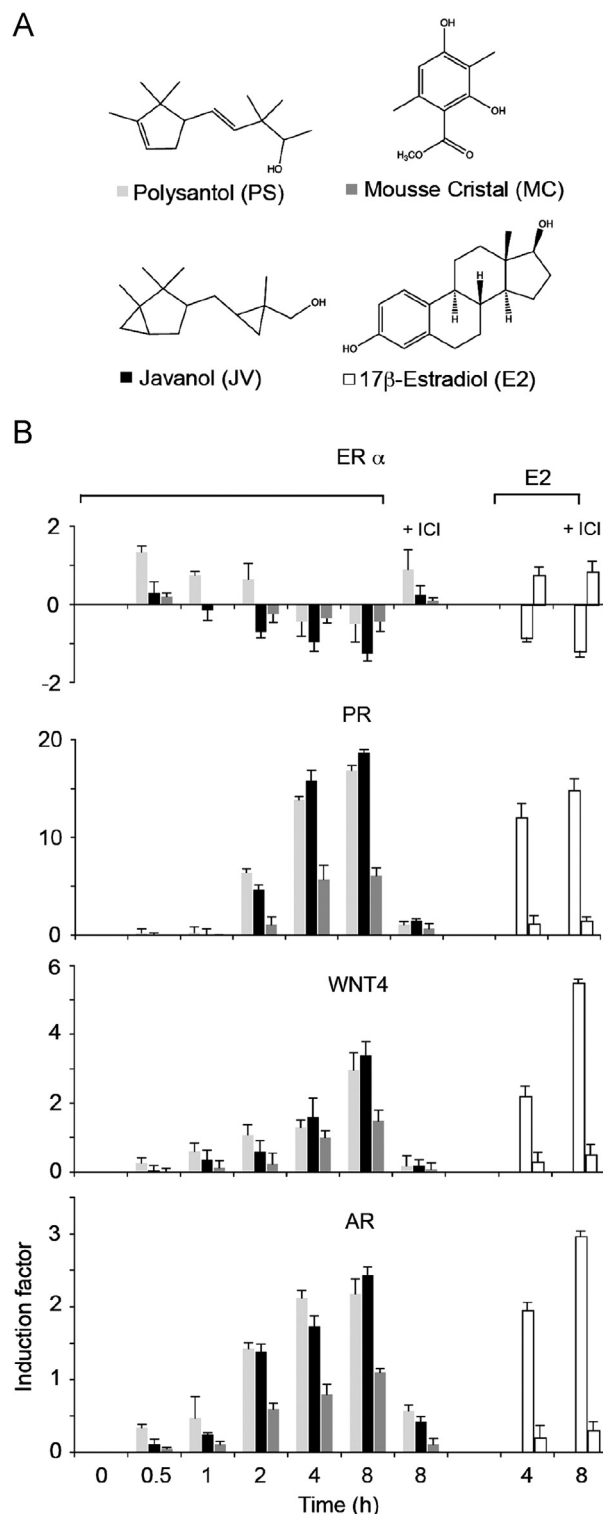 A
OH
HO
Polysantol (PS)
OH
OH
H₃CO
O
Mousse Cristal (MC)
OH
Javanol (JV)
OH
H
H
H
HO
17β-Estradiol (E2)
B
ER α
E2
+ ICI
+ ICI
2
0
-2
PR
20
10
0
WNT4
6
4
2
0
AR
3
2
1
0
Induction factor
0 0.5 1 2 4 8 8 4 8
Time (h)